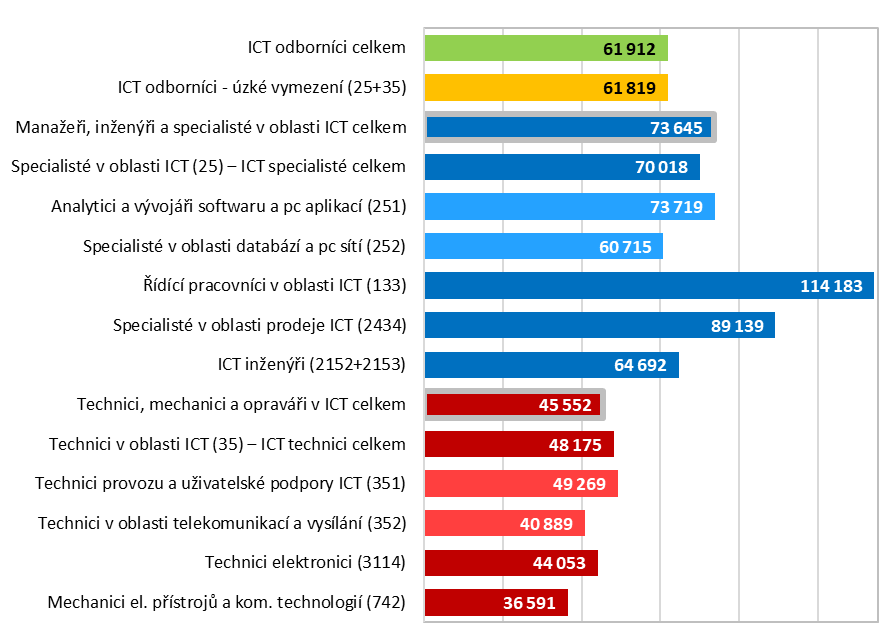 ICT odborníci celkem 61 912
ICT odborníci - úzké vymezení (25+35) 61 819
Manažeři, inženýři a specialisté v oblasti ICT celkem 73 645
Specialisté v oblasti ICT (25) – ICT specialisté celkem 70 018
Analytici a vývojáři softwaru a pc aplikací (251) 73 719
Specialisté v oblasti databází a pc sítí (252) 60 715
Řídící pracovníci v oblasti ICT (133) 114 183
Specialisté v oblasti prodeje ICT (2434) 89 139
ICT inženýři (2152+2153) 64 692
Technici, mechanici a opraváři v ICT celkem 45 552
Technici v oblasti ICT (35) – ICT technici celkem 48 175
Technici provozu a uživatelské podpory ICT (351) 49 269
Technici v oblasti telekomunikací a vysílání (352) 40 889
Technici elektronici (3114) 44 053
Mechanici el. přístrojů a kom. technologií (742) 36 591